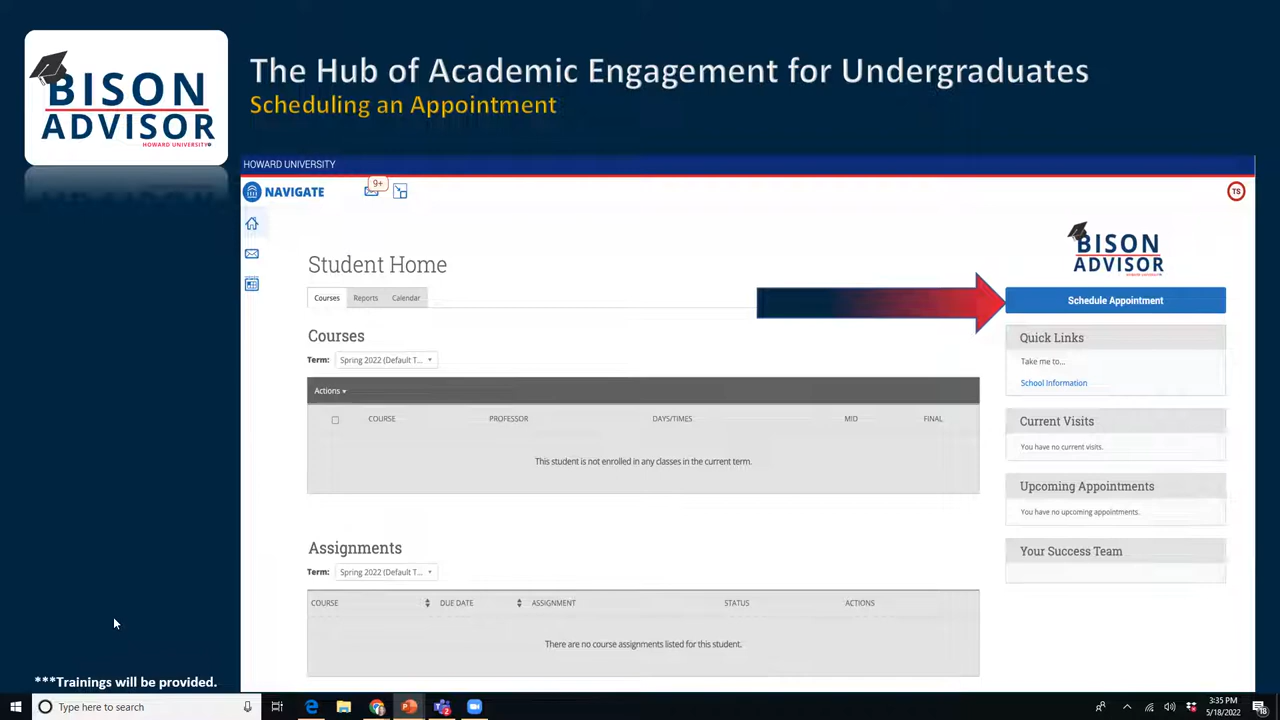 BISON
ADVISOR
HOWARD UNIVERSITY
The Hub of Academic Engagement for Undergraduates
Scheduling an Appointment
HOWARD UNIVERSITY
NAVIGATE
9+
TS
BISON
ADVISOR
Student Home
Courses Reports Calendar
Schedule Appointment
Courses
Term: Spring 2022 (Default T...
Actions
COURSE PROFESSOR DAYS/TIMES MID FINAL
This student is not enrolled in any classes in the current term.
Quick Links
Take me to...
School Information
Current Visits
You have no current visits.
Upcoming Appointments
You have no upcoming appointments.
Your Success Team
Assignments
Term: Spring 2022 (Default T...
COURSE DUE DATE ASSIGNMENT STATUS ACTIONS
There are no course assignments listed for this student.
***Trainings will be provided.
Type here to search
3:35 PM
5/18/2022
18